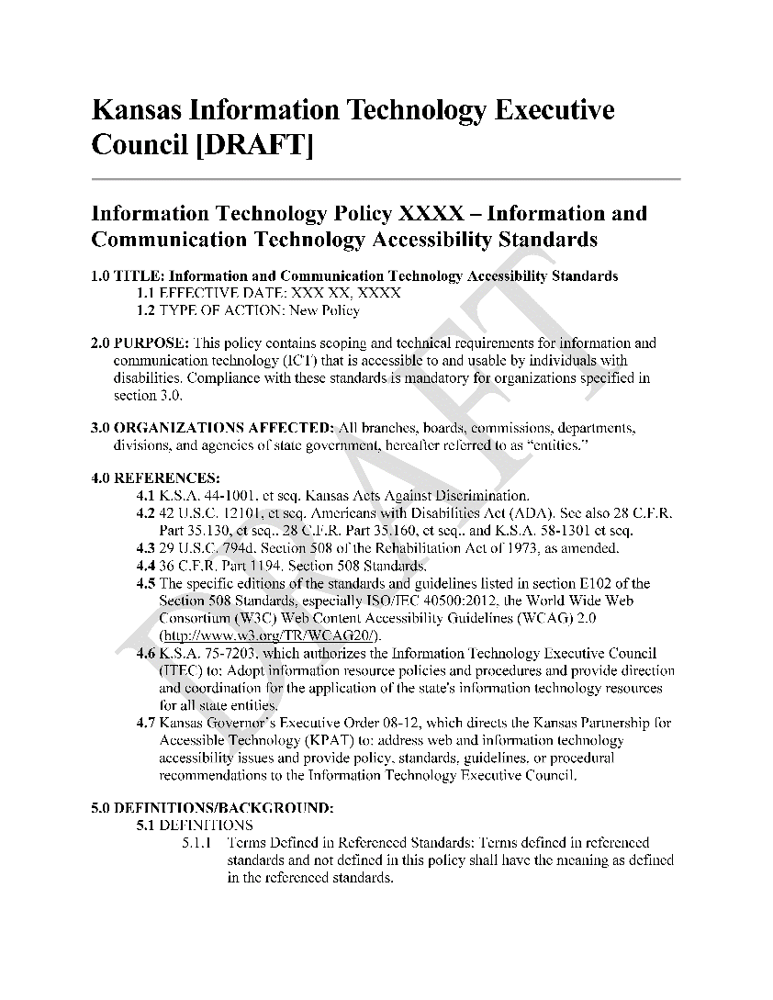 Kansas Information Technology Executive
Council [DRAFT]
Information Technology Policy XXXX – Information and
Communication Technology Accessibility Standards
1.0 TITLE: Information and Communication Technology Accessibility Standards
1.1 EFFECTIVE DATE: XXX XX, XXXX
1.2 TYPE OF ACTION: New Policy
2.0 PURPOSE: This policy contains scoping and technical requirements for information and
communication technology (ICT) that is accessible to and usable by individuals with
disabilities. Compliance with these standards is mandatory for organizations specified in
section 3.0.
3.0 ORGANIZATIONS AFFECTED: All branches, boards, commissions, departments,
divisions, and agencies of state government, hereafter referred to as “entities.”
4.0 REFERENCES:
4.1 K.S.A. 44-1001, et seq. Kansas Acts Against Discrimination.
4.2 42 U.S.C. 12101, et seq. Americans with Disabilities Act (ADA). See also 28 C.F.R.
Part 35.130, et seq., 28 C.F.R. Part 35.160, et seq., and K.S.A. 58-1301 et seq.
4.3 29 U.S.C. 794d. Section 508 of the Rehabilitation Act of 1973, as amended.
4.4 36 C.F.R. Part 1194. Section 508 Standards.
4.5 The specific editions of the standards and guidelines listed in section E102 of the
Section 508 Standards, especially ISO/IEC 40500:2012, the World Wide Web
Consortium (W3C) Web Content Accessibility Guidelines (WCAG) 2.0
(http://www.w3.org/TR/WCAG20/).
4.6 K.S.A. 75-7203, which authorizes the Information Technology Executive Council
(ITEC) to: Adopt information resource policies and procedures and provide direction
and coordination for the application of the state's information technology resources
for all state entities.
4.7 Kansas Governor’s Executive Order 08-12, which directs the Kansas Partnership for
Accessible Technology (KPAT) to: address web and information technology
accessibility issues and provide policy, standards, guidelines, or procedural
recommendations to the Information Technology Executive Council.
5.0 DEFINITIONS/BACKGROUND:
5.1 DEFINITIONS
5.1.1 Terms Defined in Referenced Standards: Terms defined in referenced
standards and not defined in this policy shall have the meaning as defined
in the referenced standards.
DRAFT